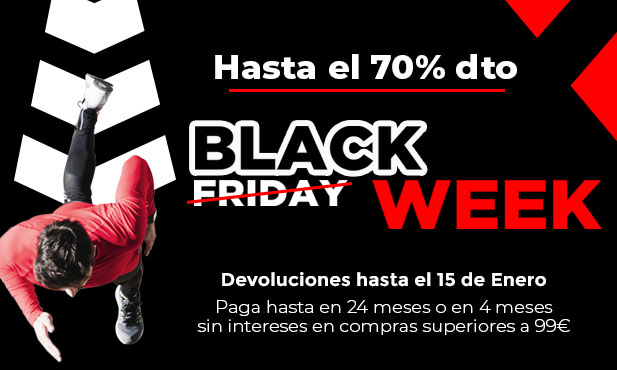 Hasta el 70% dto
BLACK
FRIDAY WEEK
Devoluciones hasta el 15 de Enero
Paga hasta en 24 meses o en 4 meses
sin intereses en compras superiores a 99€